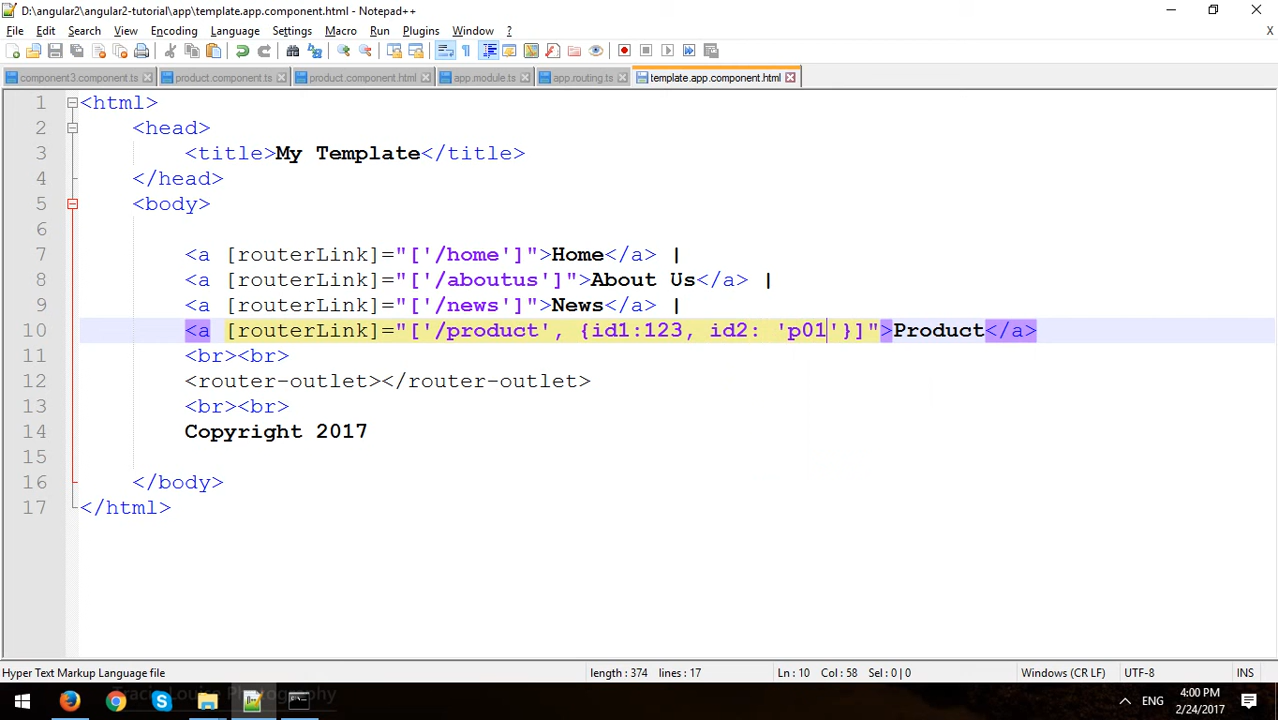 D:\angular2\angular2-tutorial\app\template.app.component.html - Notepad++
File Edit Search View Encoding Language Settings Macro Run Plugins Window ? X
component3.component.ts product.component.ts product.component.html app.module.ts app.routing.ts template.app.component.html
1 <html>
2 <head>
3 <title>My Template</title>
4 </head>
5 <body>
6
7 <a [routerLink]="['/home']">Home</a> |
8 <a [routerLink]="['/aboutus']">About Us</a> |
9 <a [routerLink]="['/news']">News</a> |
10 <a [routerLink]="['/product', {id1:123, id2: 'p01'}]">Product</a>
11 <br><br>
12 <router-outlet></router-outlet>
13 <br><br>
14 Copyright 2017
15
16 </body>
17 </html>
Hyper Text Markup Language file length : 374 lines : 17 Ln : 10 Col : 58 Sel : 0 | 0 Windows (CR LF) UTF-8 INS
Tracie Louise Photography
ENG
4:00 PM
2/24/2017